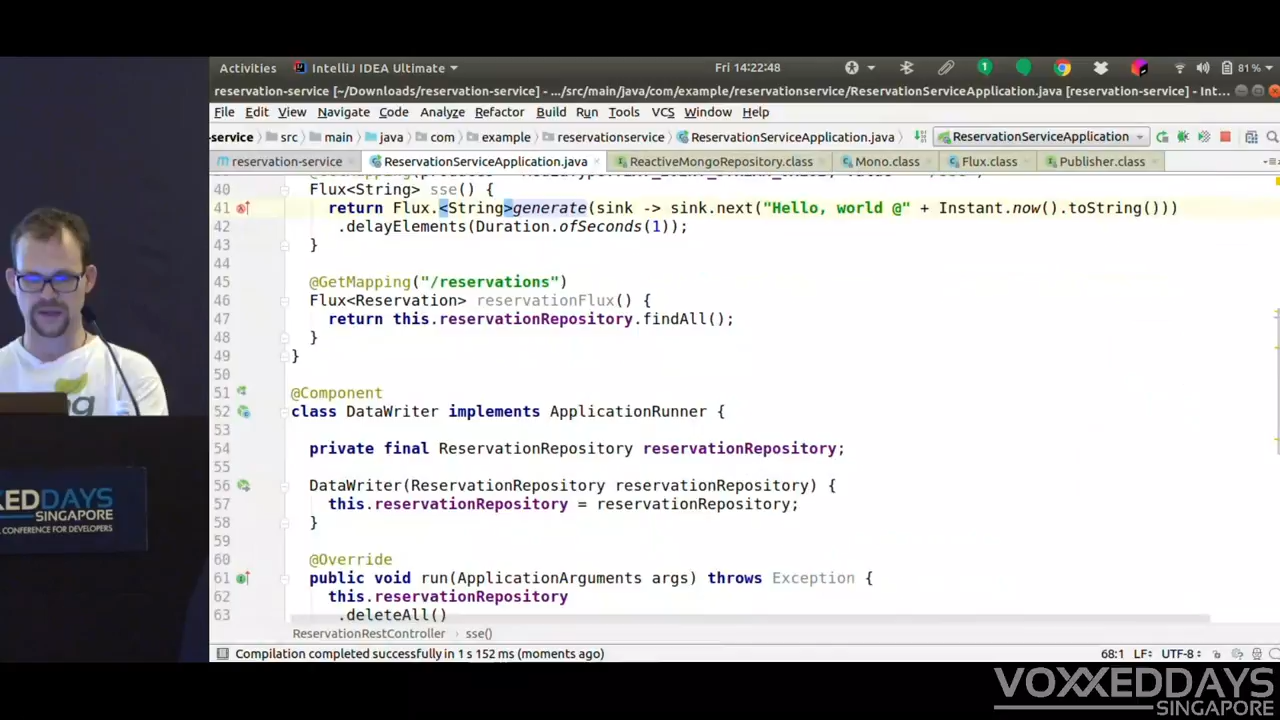 Activities IntelliJ IDEA Ultimate Fri 14:22:48 1 81%
reservation-service [~/Downloads/reservation-service] - .../src/main/java/com/example/reservationservice/ReservationServiceApplication.java [reservation-service] - Int...
File Edit View Navigate Code Analyze Refactor Build Run Tools VCS Window Help
-service src main java com example reservationservice ReservationServiceApplication.java ReservationServiceApplication
m reservation-service ReservationServiceApplication.java ReactiveMongoRepository.class Mono.class Flux.class Publisher.class
40 Flux<String> sse() {
41 return Flux.<String>generate(sink -> sink.next("Hello, world @" + Instant.now().toString()))
42 .delayElements(Duration.ofSeconds(1));
43 }
44
45 @GetMapping("/reservations")
46 Flux<Reservation> reservationFlux() {
47 return this.reservationRepository.findAll();
48 }
49 }
50
51 @Component
52 class DataWriter implements ApplicationRunner {
53
54 private final ReservationRepository reservationRepository;
55
56 DataWriter(ReservationRepository reservationRepository) {
57 this.reservationRepository = reservationRepository;
58 }
59
60 @Override
61 public void run(ApplicationArguments args) throws Exception {
62 this.reservationRepository
63 .deleteAll()
ReservationRestController sse()
Compilation completed successfully in 1 s 152 ms (moments ago) 68:1 LF UTF-8
XEDDAYS
SINGAPORE
CONFERENCE FOR DEVELOPERS
VOXXEDDAYS
SINGAPORE